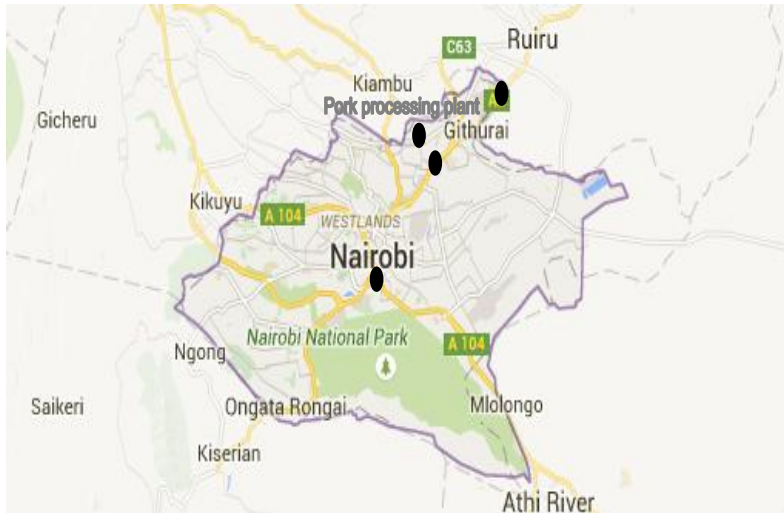 Ruiru
C63
Kiambu
Pork processing plant
Gicheru
Githurai
Kikuyu
A 104
WESTLANDS
Nairobi
Nairobi National Park
A 104
Ngong
Saikeri
Ongata Rongai
Mlolongo
Kiserian
Athi River